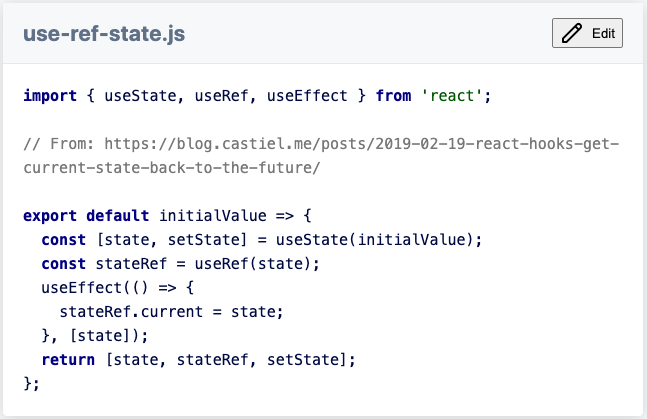 use-ref-state.js
Edit
import { useState, useRef, useEffect } from 'react';
// From: https://blog.castiel.me/posts/2019-02-19-react-hooks-get-
current-state-back-to-the-future/
export default initialValue => {
  const [state, setState] = useState(initialValue);
  const stateRef = useRef(state);
  useEffect(() => {
    stateRef.current = state;
  }, [state]);
  return [state, stateRef, setState];
};